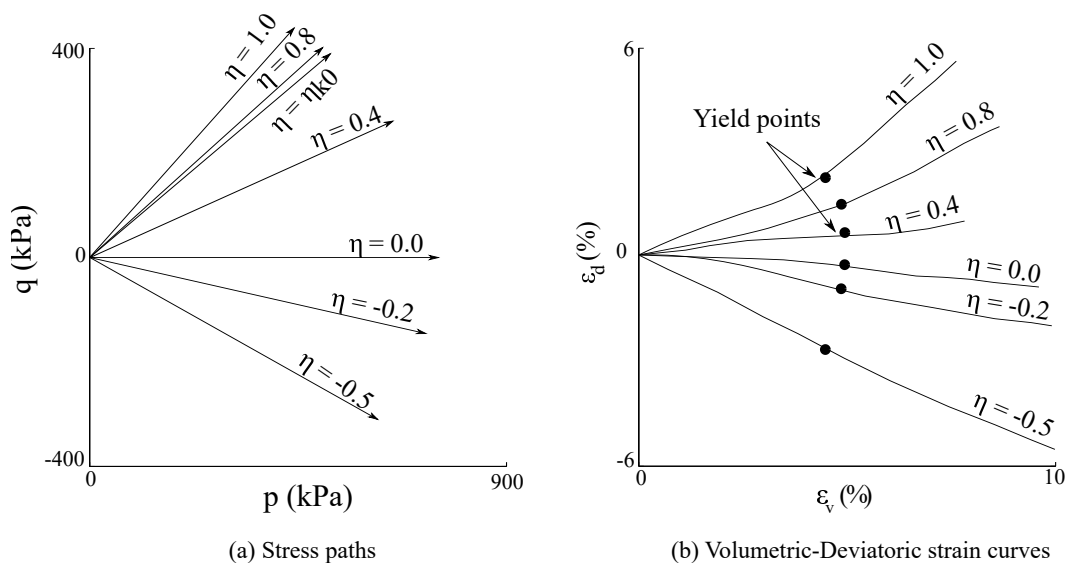 400
0
-400
q (kPa)
η = 1.0
η = 0.8
η = ηk0
η = 0.4
η = 0.0
η = -0.2
η = -0.5
0
900
p (kPa)
(a) Stress paths
6
0
-6
εd (%)
Yield points
η = 1.0
η = 0.8
η = 0.4
η = 0.0
η = -0.2
η = -0.5
0
10
εv (%)
(b) Volumetric-Deviatoric strain curves